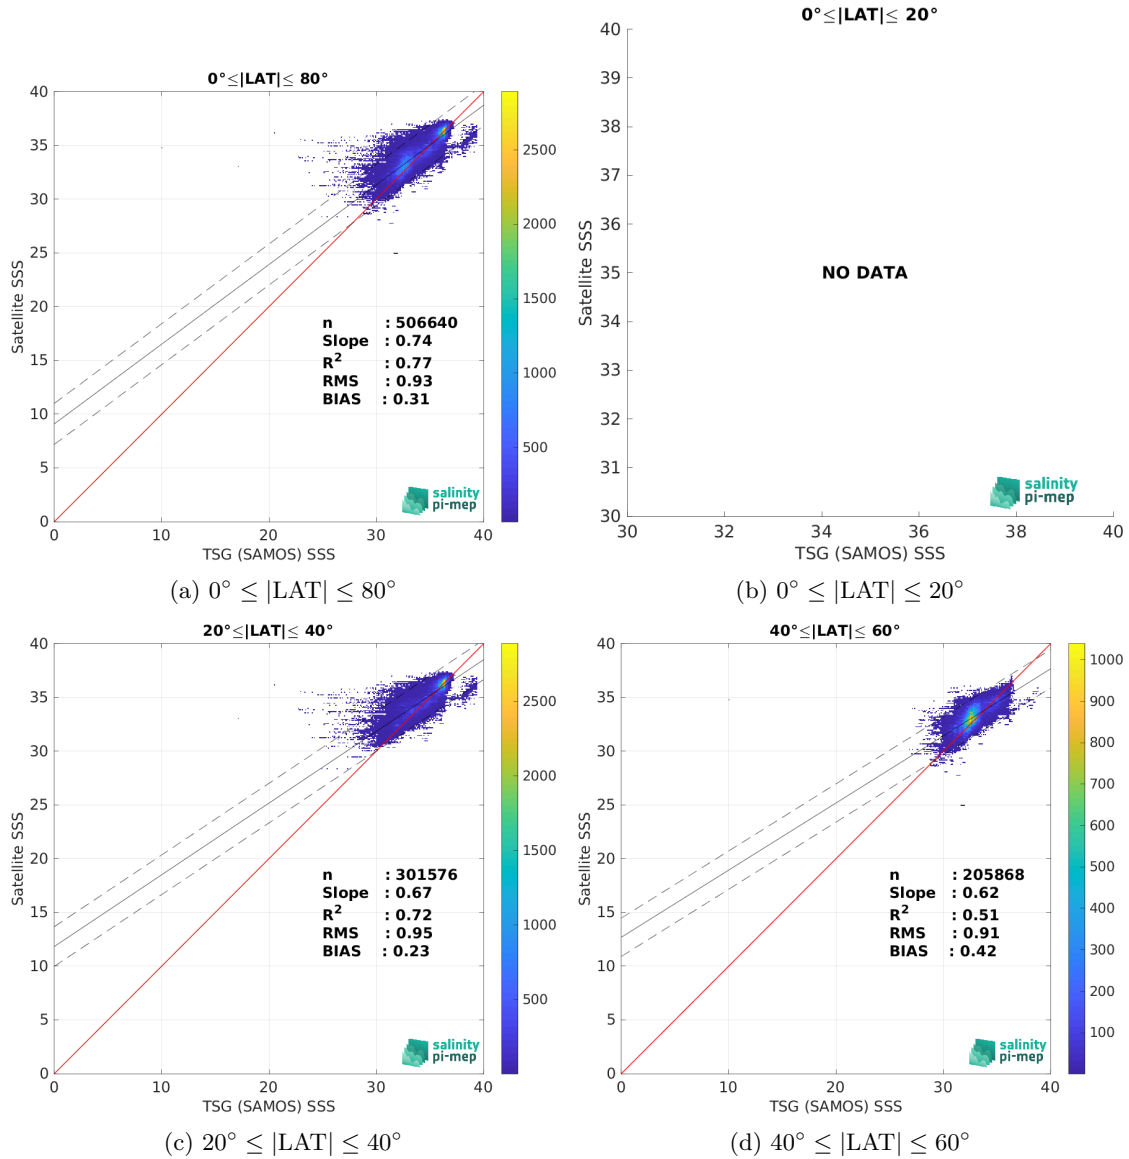 0°≤|LAT|≤ 80°
Satellite SSS
40
35
30
25
20
15
10
5
0
0 10 20 30 40
TSG (SAMOS) SSS
2500
2000
1500
1000
500
n : 506640
Slope : 0.74
R² : 0.77
RMS : 0.93
BIAS : 0.31
salinity
pi-mep
(a) 0° ≤ |LAT| ≤ 80°
0°≤|LAT|≤ 20°
Satellite SSS
40
39
38
37
36
35
34
33
32
31
30
30 32 34 36 38 40
TSG (SAMOS) SSS
NO DATA
salinity
pi-mep
(b) 0° ≤ |LAT| ≤ 20°
20°≤|LAT|≤ 40°
Satellite SSS
40
35
30
25
20
15
10
5
0
0 10 20 30 40
TSG (SAMOS) SSS
2500
2000
1500
1000
500
n : 301576
Slope : 0.67
R² : 0.72
RMS : 0.95
BIAS : 0.23
salinity
pi-mep
(c) 20° ≤ |LAT| ≤ 40°
40°≤|LAT|≤ 60°
Satellite SSS
40
35
30
25
20
15
10
5
0
0 10 20 30 40
TSG (SAMOS) SSS
1000
900
800
700
600
500
400
300
200
100
n : 205868
Slope : 0.62
R² : 0.51
RMS : 0.91
BIAS : 0.42
salinity
pi-mep
(d) 40° ≤ |LAT| ≤ 60°